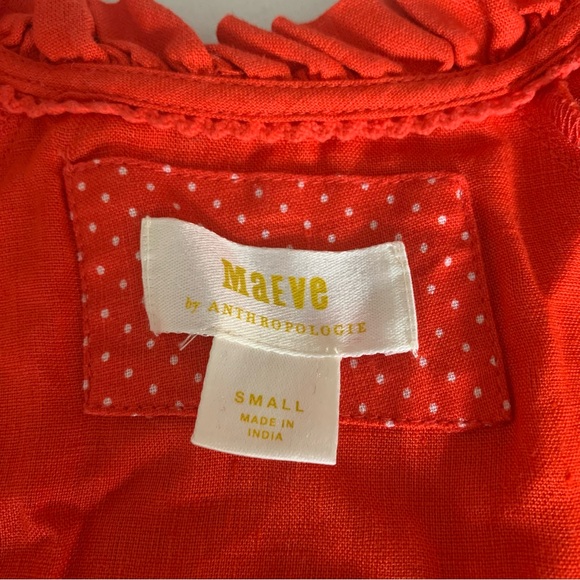 MaEVe
by ANTHROPOLOGIE
SMALL
MADE IN
INDIA